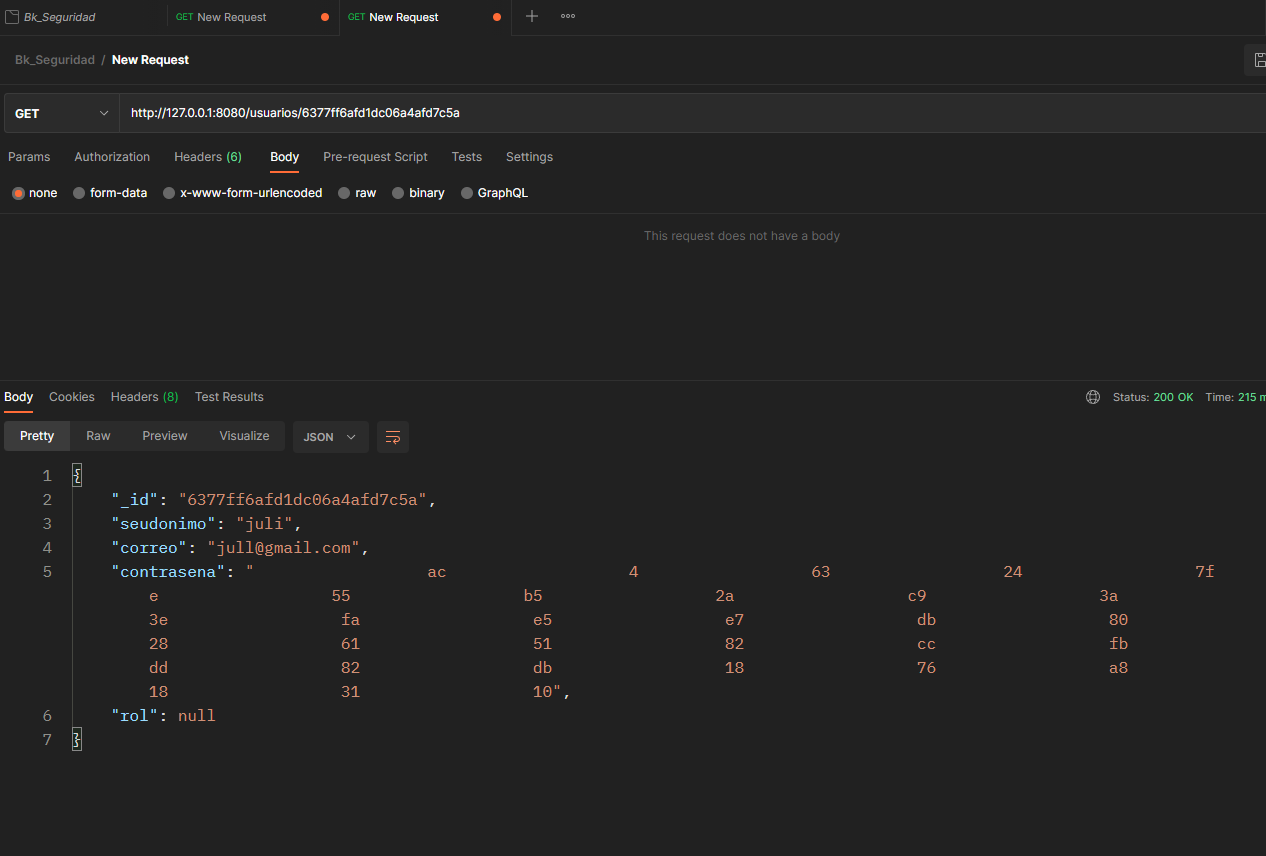 Bk_Seguridad GET New Request GET New Request
Bk_Seguridad / New Request
GET http://127.0.0.1:8080/usuarios/6377ff6afd1dc06a4afd7c5a
Params Authorization Headers (6) Body Pre-request Script Tests Settings
none form-data x-www-form-urlencoded raw binary GraphQL
This request does not have a body
Body Cookies Headers (8) Test Results Status: 200 OK Time: 215 m
Pretty Raw Preview Visualize JSON
1 {
2 "_id": "6377ff6afd1dc06a4afd7c5a",
3 "seudonimo": "juli",
4 "correo": "jull@gmail.com",
5 "contrasena": " ac 4 63 24 7f
e 55 b5 2a c9 3a
3e fa e5 e7 db 80
28 61 51 82 cc fb
dd 82 db 18 76 a8
18 31 10",
6 "rol": null
7 }